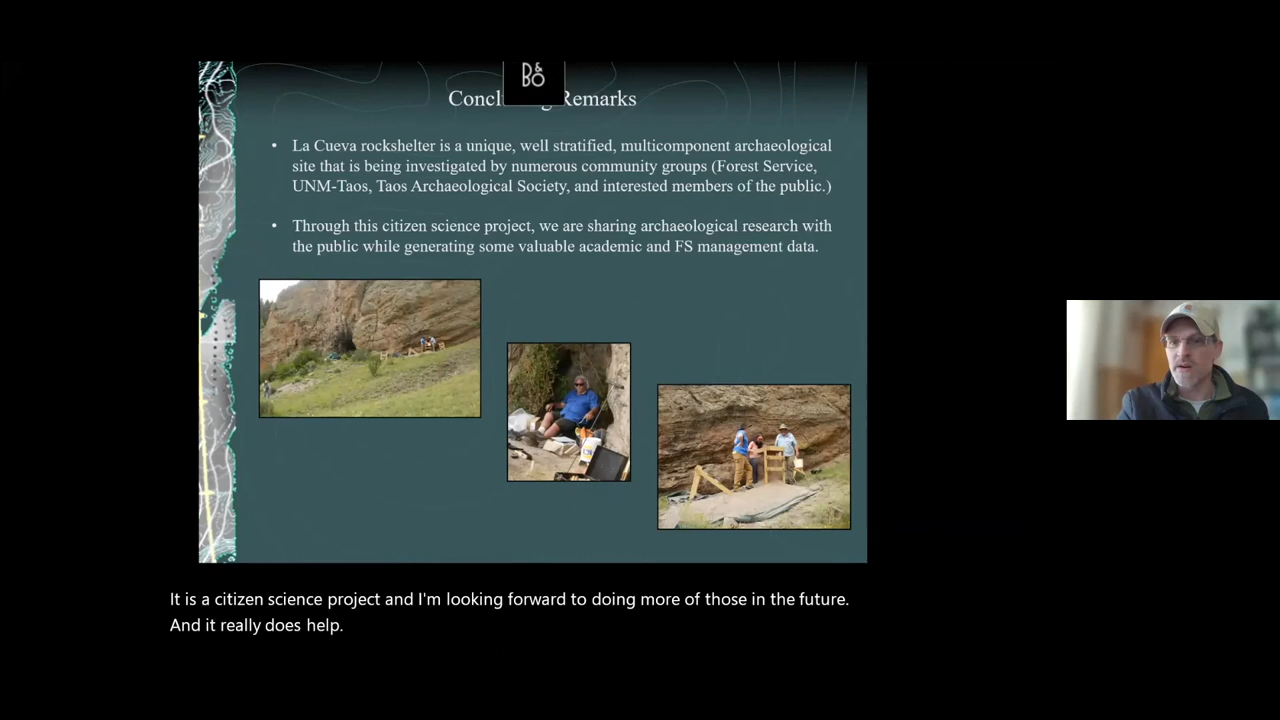 B&O
Concl g Remarks
• La Cueva rockshelter is a unique, well stratified, multicomponent archaeological
site that is being investigated by numerous community groups (Forest Service,
UNM-Taos, Taos Archaeological Society, and interested members of the public.)
• Through this citizen science project, we are sharing archaeological research with
the public while generating some valuable academic and FS management data.
It is a citizen science project and I'm looking forward to doing more of those in the future.
And it really does help.